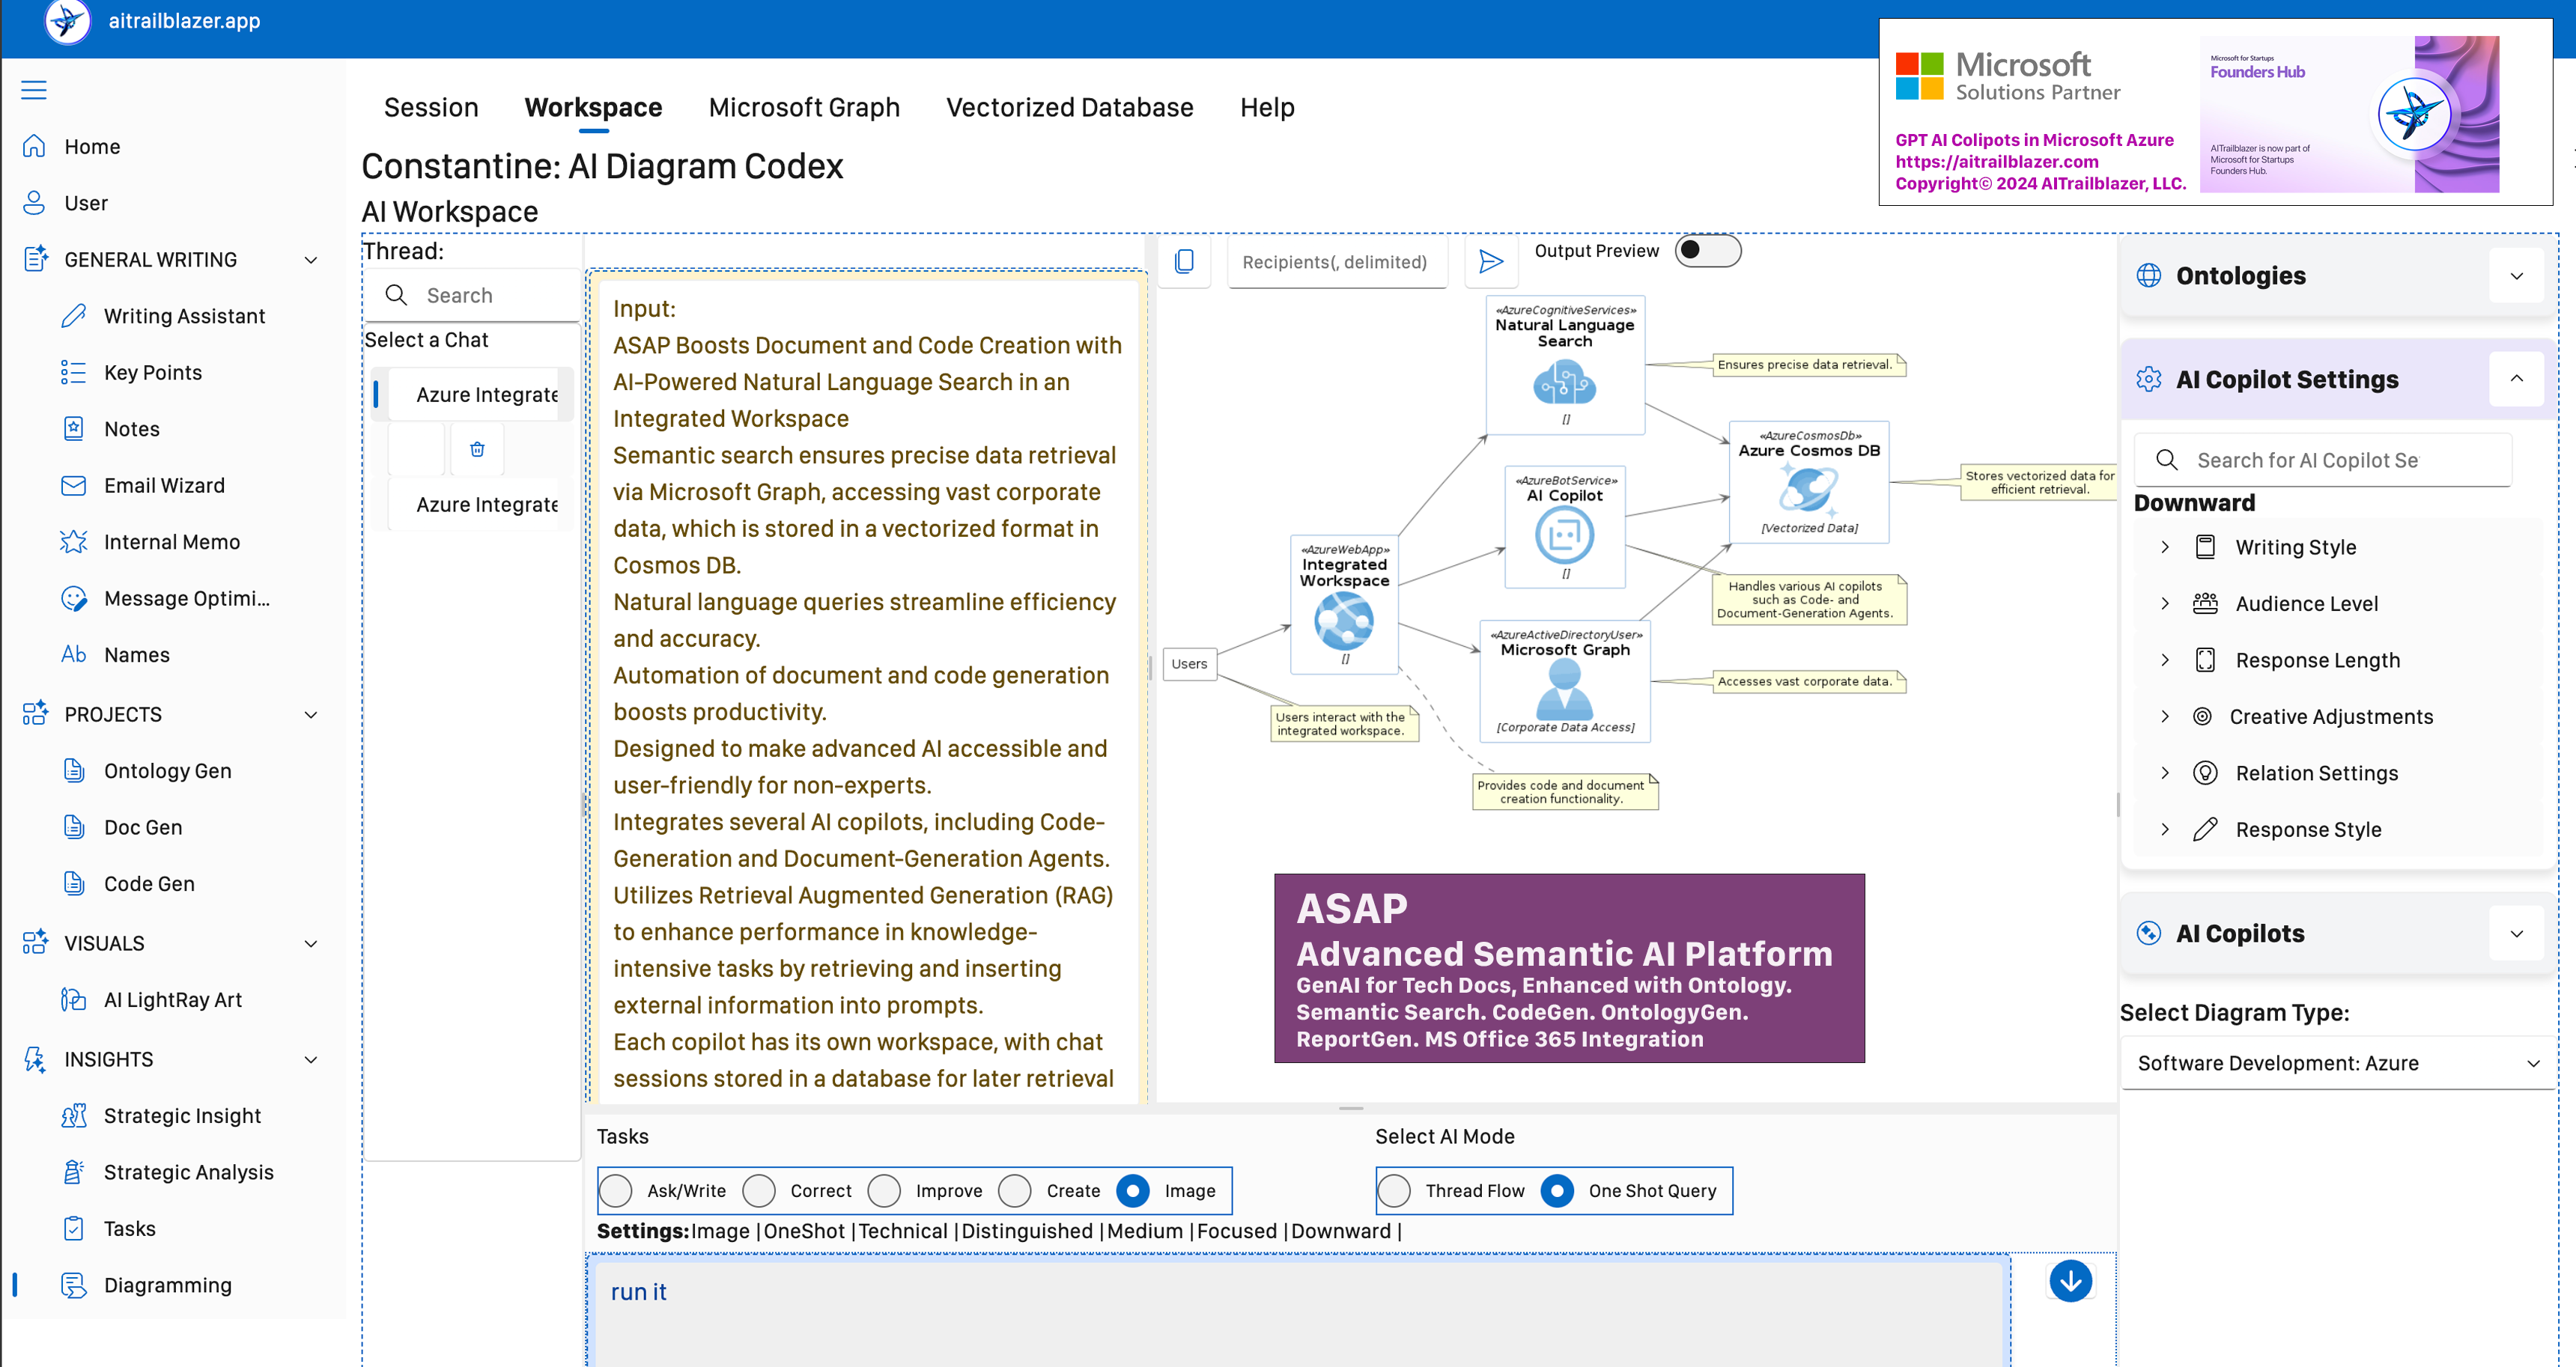 aitrailblazer.app
Microsoft
Solutions Partner
GPT AI Colipots in Microsoft Azure
https://aitrailblazer.com
Copyright© 2024 AITrailblazer, LLC.
Microsoft for Startups
Founders Hub
AITrailblazer is now part of
Microsoft for Startups
Founders Hub.
Home
User
GENERAL WRITING
Writing Assistant
Key Points
Notes
Email Wizard
Internal Memo
Message Optimi...
Ab Names
PROJECTS
Ontology Gen
Doc Gen
Code Gen
VISUALS
AI LightRay Art
INSIGHTS
Strategic Insight
Strategic Analysis
Tasks
Diagramming
Session Workspace Microsoft Graph Vectorized Database Help
Constantine: AI Diagram Codex
AI Workspace
Thread:
Search
Select a Chat
Azure Integrate
Azure Integrate
Input:
ASAP Boosts Document and Code Creation with
AI-Powered Natural Language Search in an
Integrated Workspace
Semantic search ensures precise data retrieval
via Microsoft Graph, accessing vast corporate
data, which is stored in a vectorized format in
Cosmos DB.
Natural language queries streamline efficiency
and accuracy.
Automation of document and code generation
boosts productivity.
Designed to make advanced AI accessible and
user-friendly for non-experts.
Integrates several AI copilots, including Code-
Generation and Document-Generation Agents.
Utilizes Retrieval Augmented Generation (RAG)
to enhance performance in knowledge-
intensive tasks by retrieving and inserting
external information into prompts.
Each copilot has its own workspace, with chat
sessions stored in a database for later retrieval
Recipients(, delimited)
Output Preview
«AzureCognitiveServices»
Natural Language
Search
[]
Ensures precise data retrieval.
«AzureCosmosDb»
Azure Cosmos DB
[Vectorized Data]
Stores vectorized data for
efficient retrieval.
«AzureBotService»
AI Copilot
[]
Handles various AI copilots
such as Code- and
Document-Generation Agents.
«AzureWebApp»
Integrated
Workspace
[]
Users
Users interact with the
integrated workspace.
«AzureActiveDirectoryUser»
Microsoft Graph
[Corporate Data Access]
Accesses vast corporate data.
Provides code and document
creation functionality.
ASAP
Advanced Semantic AI Platform
GenAI for Tech Docs, Enhanced with Ontology.
Semantic Search. CodeGen. OntologyGen.
ReportGen. MS Office 365 Integration
Tasks
Ask/Write Correct Improve Create Image
Select AI Mode
Thread Flow One Shot Query
Settings:Image |OneShot |Technical |Distinguished |Medium |Focused |Downward |
run it
Ontologies
AI Copilot Settings
Search for AI Copilot Se
Downward
Writing Style
Audience Level
Response Length
Creative Adjustments
Relation Settings
Response Style
AI Copilots
Select Diagram Type:
Software Development: Azure